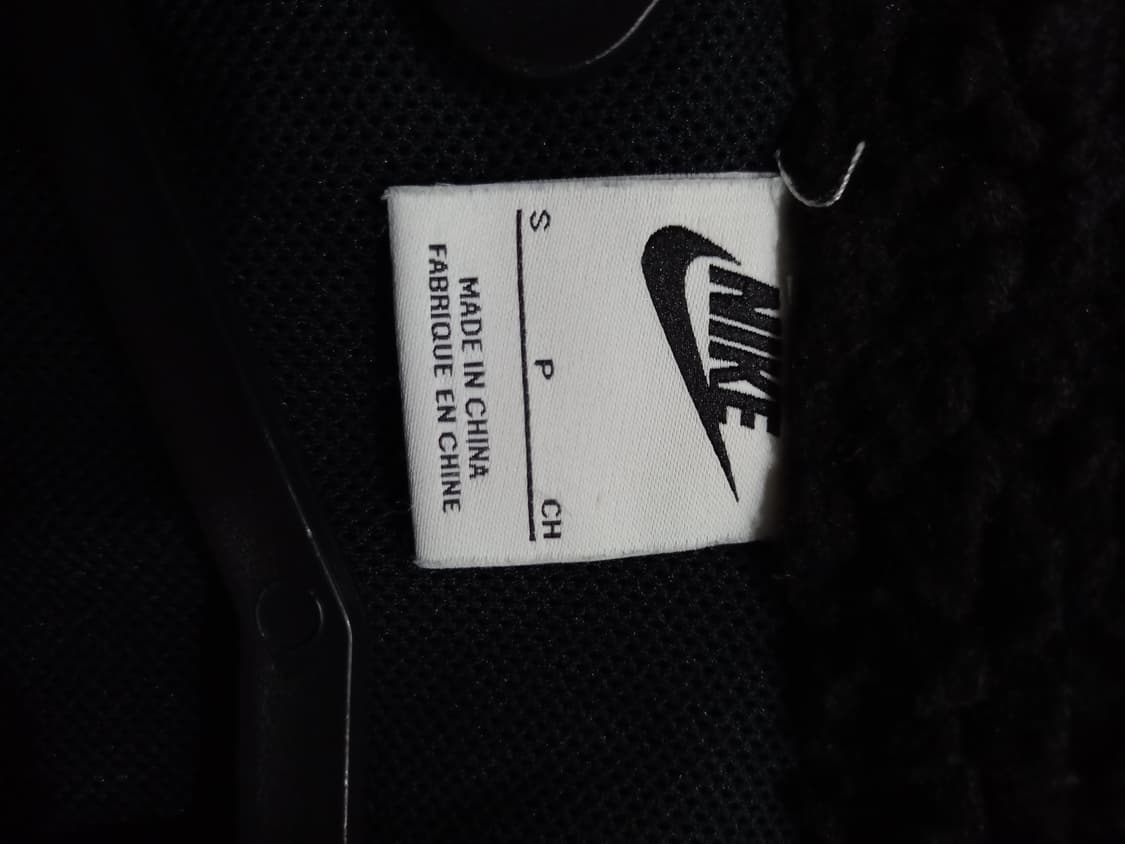 NIKE
S P CH
MADE IN CHINA
FABRIQUE EN CHINE